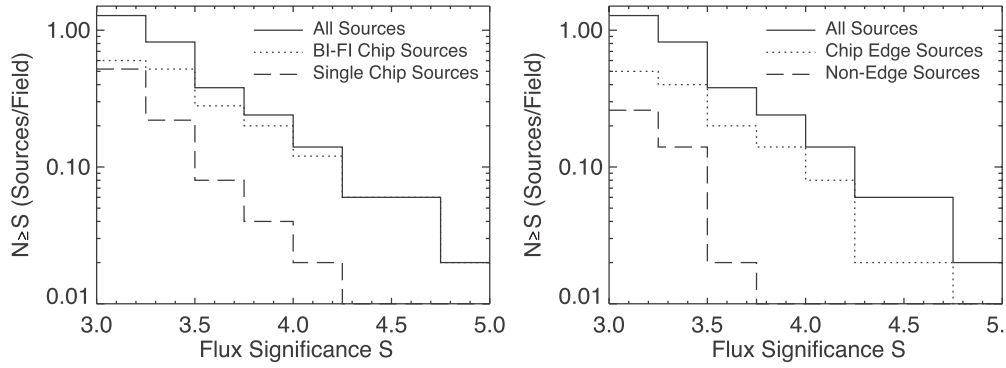 All Sources
BI-FI Chip Sources
Single Chip Sources
1.00
0.10
0.01
N≥S (Sources/Field)
3.0 3.5 4.0 4.5 5.0
Flux Significance S
All Sources
Chip Edge Sources
Non-Edge Sources
1.00
0.10
0.01
N≥S (Sources/Field)
3.0 3.5 4.0 4.5 5.
Flux Significance S